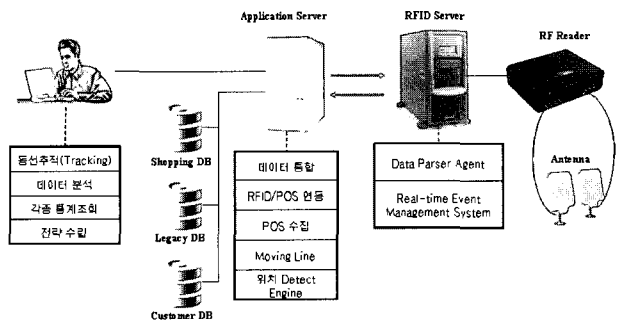 Application Server
RFID Server
RF Reader
Shopping DB
Legacy DB
Customer DB
Antenna
동선추적(Tracking)
데이터 분석
각종 통계조회
전략 수립
데이터 통합
RFID/POS 연동
POS 수집
Moving Line
위치 Detect
Engine
Data Parser Agent
Real-time Event
Management System